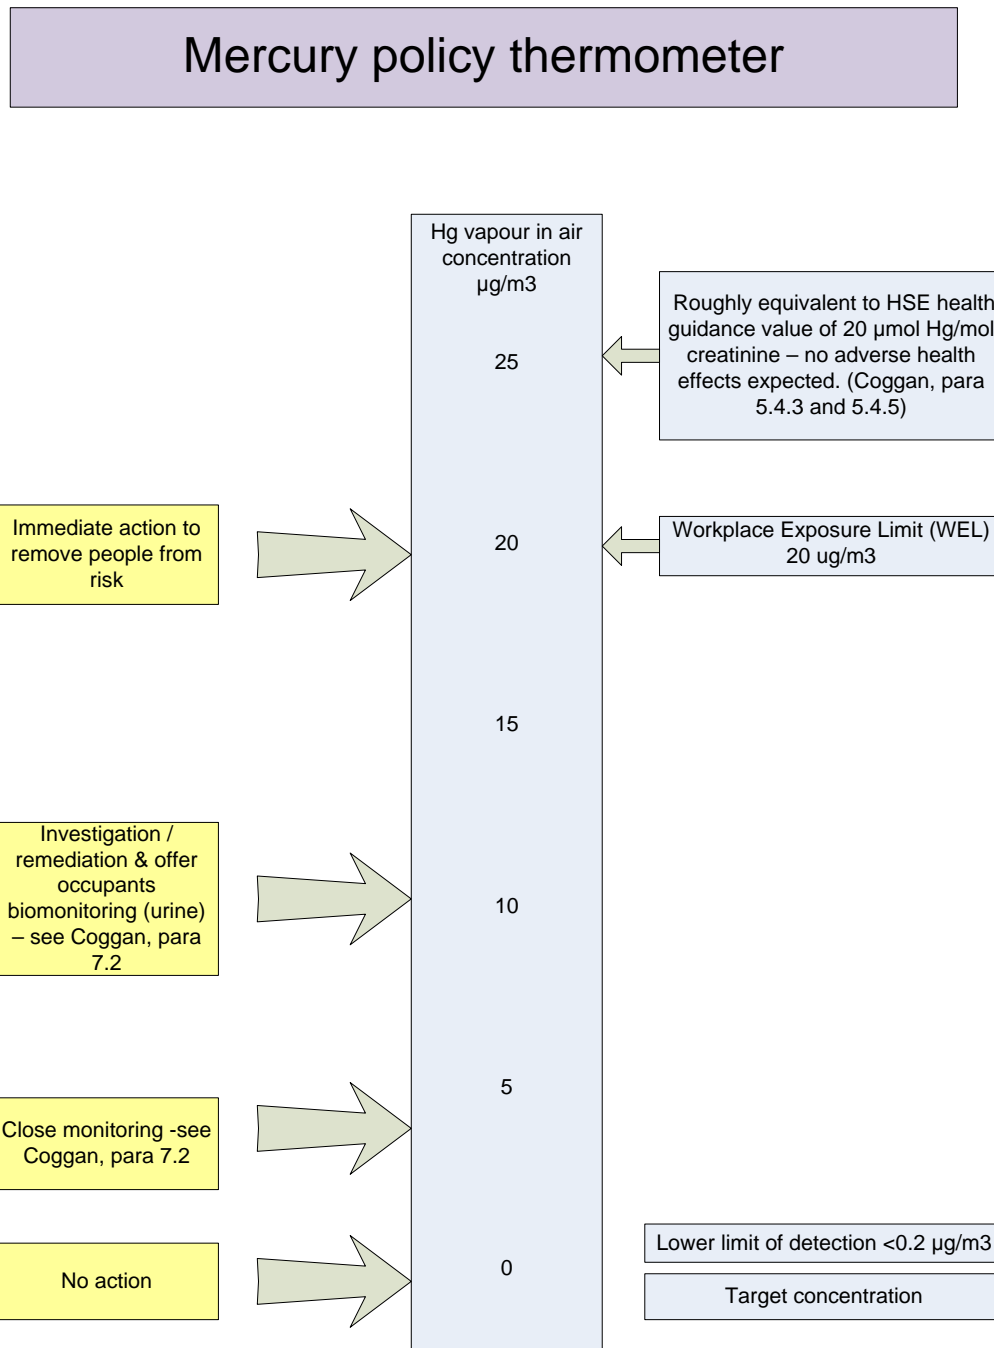 Mercury policy thermometer
Hg vapour in air
concentration
µg/m3
25
20
15
10
5
0
Roughly equivalent to HSE health
guidance value of 20 µmol Hg/mol
creatinine – no adverse health
effects expected. (Coggan, para
5.4.3 and 5.4.5)
Immediate action to
remove people from
risk
Workplace Exposure Limit (WEL)
20 ug/m3
Investigation /
remediation & offer
occupants
biomonitoring (urine)
– see Coggan, para
7.2
Close monitoring -see
Coggan, para 7.2
No action
Lower limit of detection <0.2 µg/m3
Target concentration